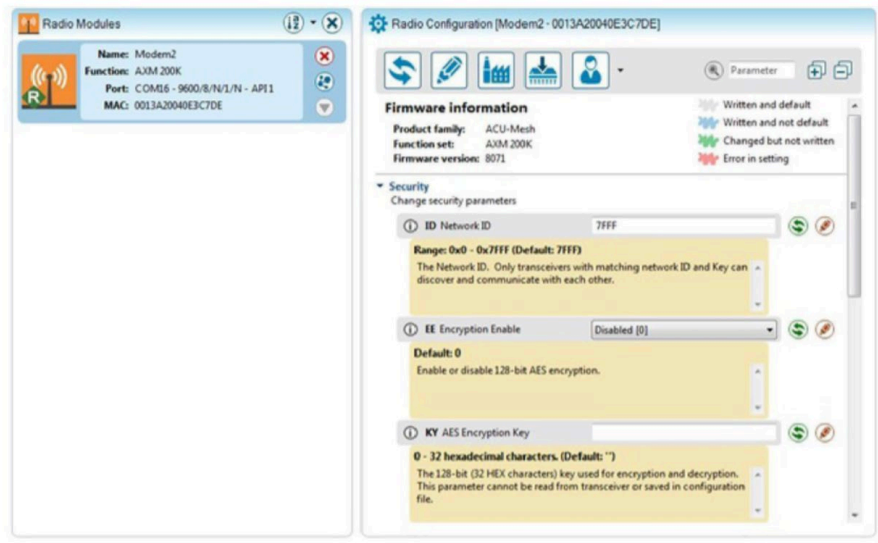 Radio Modules
Name: Modem2
Function: AXM 200K
Port: COM16 - 9600/8/N/1/N - API 1
MAC: 0013A20040E3C7DE
R
Radio Configuration [Modem2 - 0013A20040E3C7DE]
Parameter
Firmware information
Product family: ACU-Mesh
Function set: AXM 200K
Firmware version: 8071
Written and default
Written and not default
Changed but not written
Error in setting
Security
Change security parameters
ID Network ID
7FFF
Range: 0x0 - 0x7FFF (Default: 7FFF)
The Network ID. Only transceivers with matching network ID and Key can
discover and communicate with each other.
EE Encryption Enable
Disabled [0]
Default: 0
Enable or disable 128-bit AES encryption.
KY AES Encryption Key
0 - 32 hexadecimal characters. (Default: '')
The 128-bit (32 HEX characters) key used for encryption and decryption.
This parameter cannot be read from transceiver or saved in configuration
file.